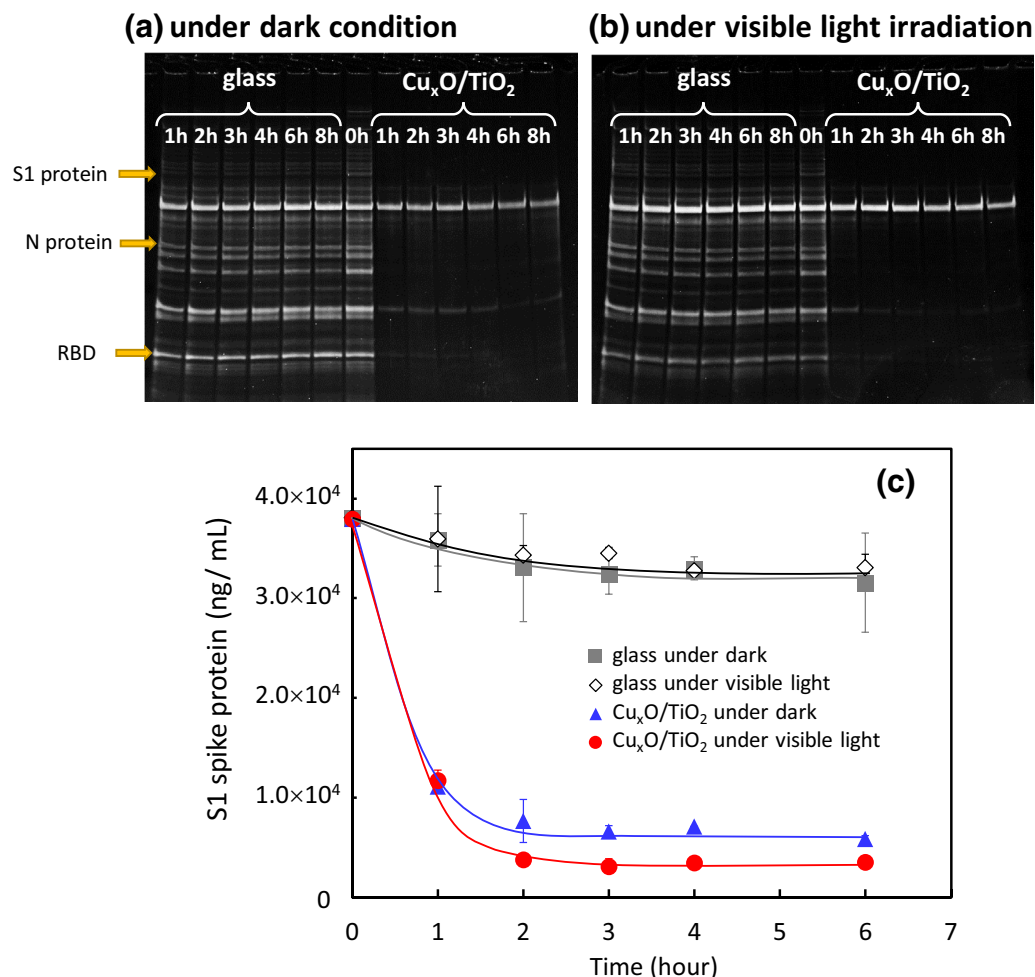 (a) under dark condition
(b) under visible light irradiation
glass
CuₓO/TiO₂
1h 2h 3h 4h 6h 8h 0h 1h 2h 3h 4h 6h 8h
glass
CuₓO/TiO₂
1h 2h 3h 4h 6h 8h 0h 1h 2h 3h 4h 6h 8h
S1 protein
N protein
RBD
(c)
S1 spike protein (ng/ mL)
4.0×10⁴
3.0×10⁴
2.0×10⁴
1.0×10⁴
0
glass under dark
glass under visible light
CuₓO/TiO₂ under dark
CuₓO/TiO₂ under visible light
0 1 2 3 4 5 6 7
Time (hour)